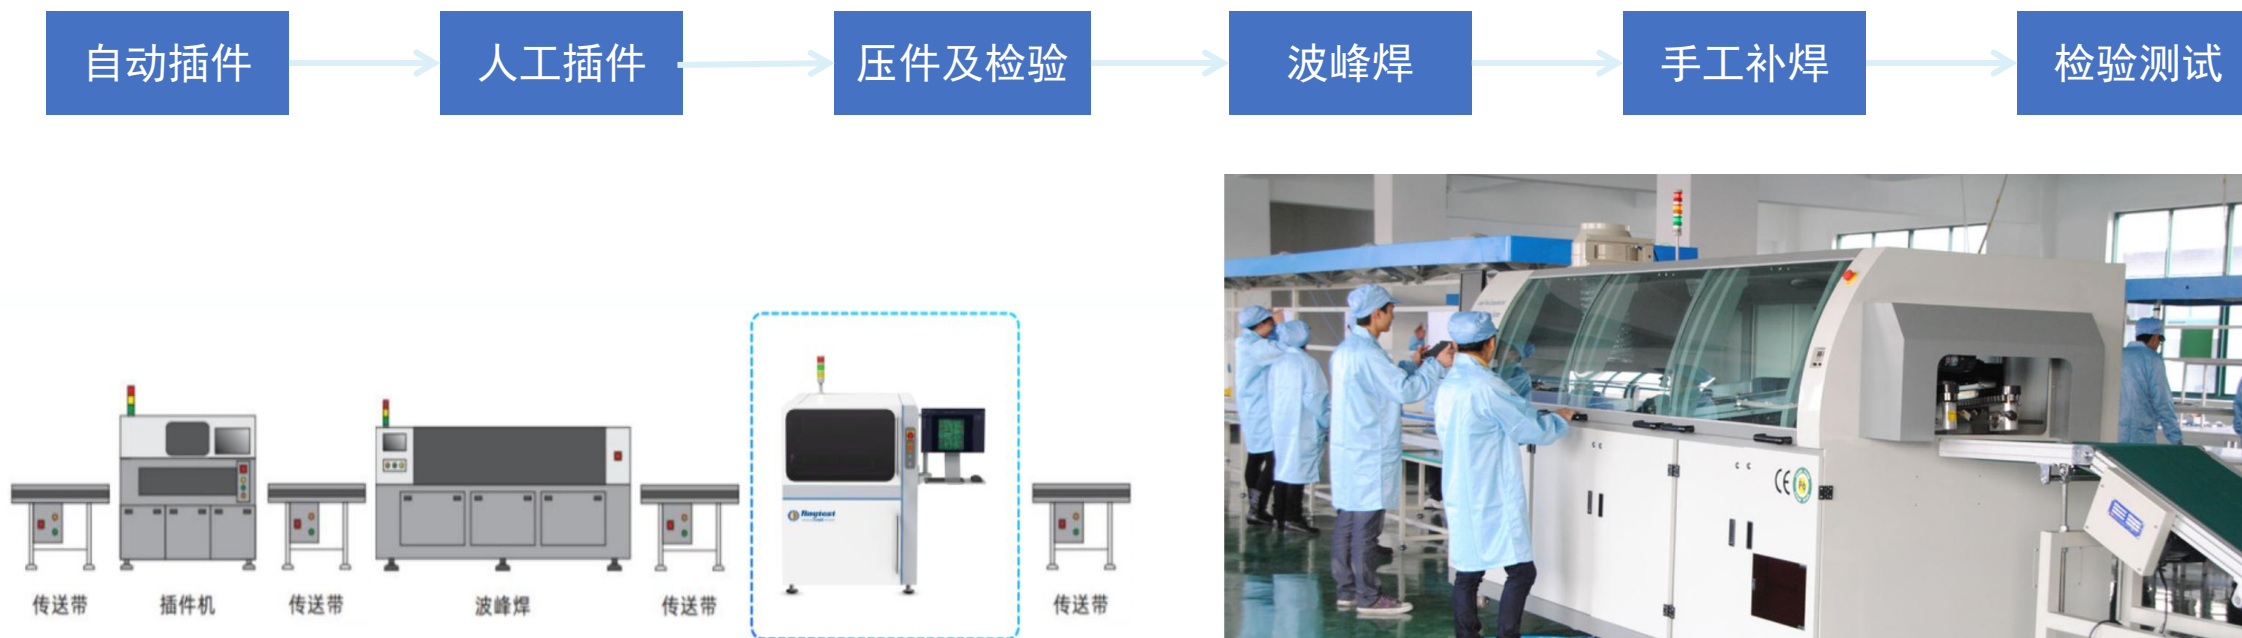 自动插件
人工插件
压件及检验
波峰焊
手工补焊
检验测试
传送带
插件机
传送带
波峰焊
传送带
传送带
CE